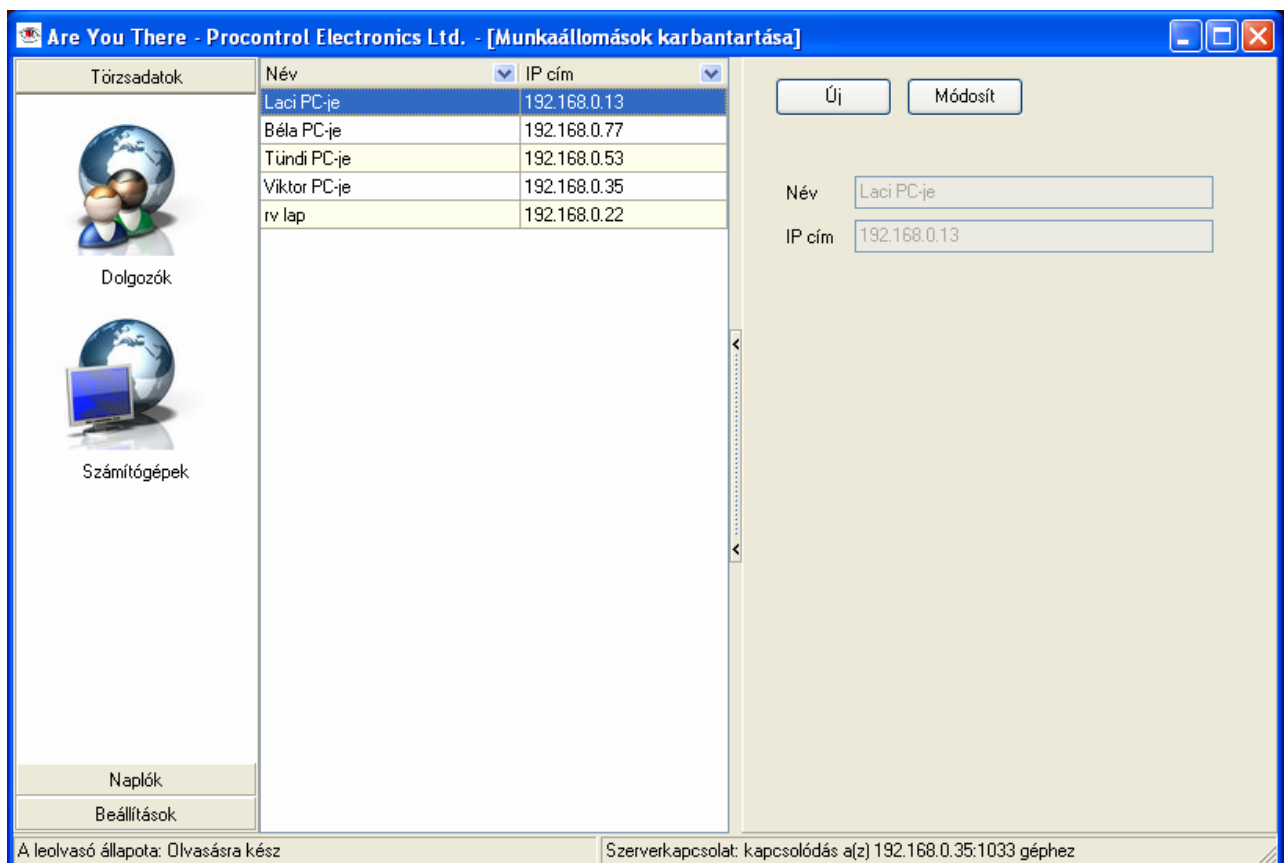 Are You There - Procontrol Electronics Ltd. - [Munkaállomások karbantartása]
Törzsadatok
Dolgozók
Számítógépek
Naplók
Beállítások
Név IP cím
Laci PC-je 192.168.0.13
Béla PC-je 192.168.0.77
Tündi PC-je 192.168.0.53
Viktor PC-je 192.168.0.35
rv lap 192.168.0.22
Új Módosít
Név Laci PC-je
IP cím 192.168.0.13
A leolvasó állapota: Olvasásra kész Szerverkapcsolat: kapcsolódás a(z) 192.168.0.35:1033 géphez